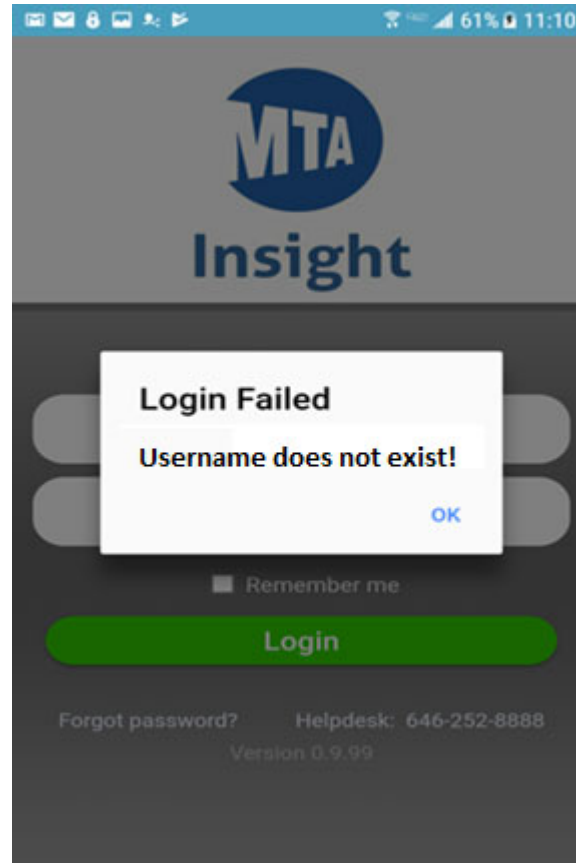 61% 11:10
MTA
Insight
Login Failed
Username does not exist!
OK
Remember me
Login
Forgot password? Helpdesk: 646-252-8888
Version 0.9.99